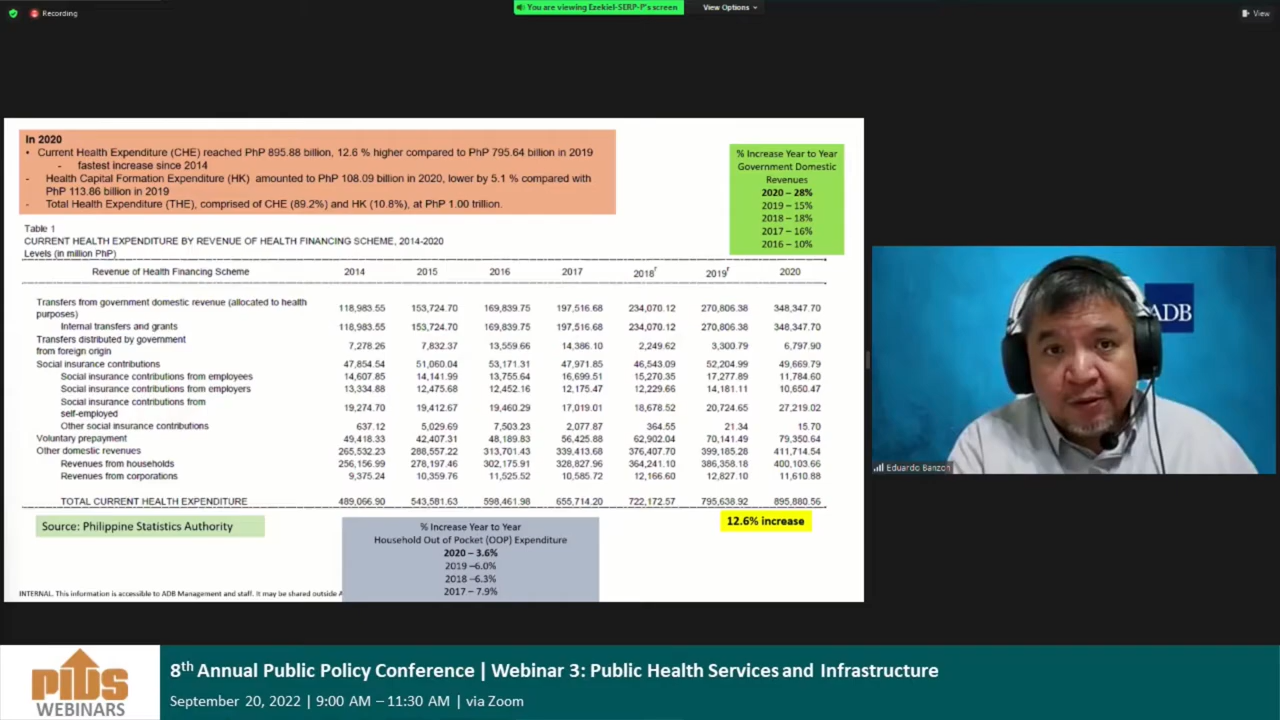 Recording
You are viewing Ezekiel-SERP-P's screen
View Options
View
In 2020
• Current Health Expenditure (CHE) reached PhP 895.88 billion, 12.6 % higher compared to PhP 795.64 billion in 2019
- fastest increase since 2014
- Health Capital Formation Expenditure (HK) amounted to PhP 108.09 billion in 2020, lower by 5.1 % compared with
PhP 113.86 billion in 2019
- Total Health Expenditure (THE), comprised of CHE (89.2%) and HK (10.8%), at PhP 1.00 trillion.
% Increase Year to Year
Government Domestic
Revenues
2020 – 28%
2019 – 15%
2018 – 18%
2017 – 16%
2016 – 10%
Table 1
CURRENT HEALTH EXPENDITURE BY REVENUE OF HEALTH FINANCING SCHEME, 2014-2020
Levels (in million PhP)
Revenue of Health Financing Scheme 2014 2015 2016 2017 2018r 2019r 2020
Transfers from government domestic revenue (allocated to health
purposes) 118,983.55 153,724.70 169,839.75 197,516.68 234,070.12 270,806.38 348,347.70
Internal transfers and grants 118,983.55 153,724.70 169,839.75 197,516.68 234,070.12 270,806.38 348,347.70
Transfers distributed by government
from foreign origin 7,278.26 7,832.37 13,559.66 14,386.10 2,249.62 3,300.79 6,797.90
Social insurance contributions 47,854.54 51,060.04 53,171.31 47,971.85 46,543.09 52,204.99 49,669.79
Social insurance contributions from employees 14,607.85 14,141.99 13,755.64 16,699.51 15,270.35 17,277.89 11,784.60
Social insurance contributions from employers 13,334.88 12,475.68 12,452.16 12,175.47 12,229.66 14,181.11 10,650.47
Social insurance contributions from
self-employed 19,274.70 19,412.67 19,460.29 17,019.01 18,678.52 20,724.65 27,219.02
Other social insurance contributions 637.12 5,029.69 7,503.23 2,077.87 364.55 21.34 15.70
Voluntary prepayment 49,418.33 42,407.31 48,189.83 56,425.88 62,902.04 70,141.49 79,350.64
Other domestic revenues 265,532.23 288,557.22 313,701.43 339,413.68 376,407.70 399,185.28 411,714.54
Revenues from households 256,156.99 278,197.46 302,175.91 328,827.96 364,241.10 386,358.18 400,103.66
Revenues from corporations 9,375.24 10,359.76 11,525.52 10,585.72 12,166.60 12,827.10 11,610.88
TOTAL CURRENT HEALTH EXPENDITURE 489,066.90 543,581.63 598,461.98 655,714.20 722,172.57 795,638.92 895,880.56
12.6% increase
Source: Philippine Statistics Authority
% Increase Year to Year
Household Out of Pocket (OOP) Expenditure
2020 – 3.6%
2019 –6.0%
2018 –6.3%
2017 – 7.9%
INTERNAL. This information is accessible to ADB Management and staff. It may be shared outside A
ADB
Eduardo Banzon
PIDS
WEBINARS
8th Annual Public Policy Conference | Webinar 3: Public Health Services and Infrastructure
September 20, 2022 | 9:00 AM – 11:30 AM | via Zoom